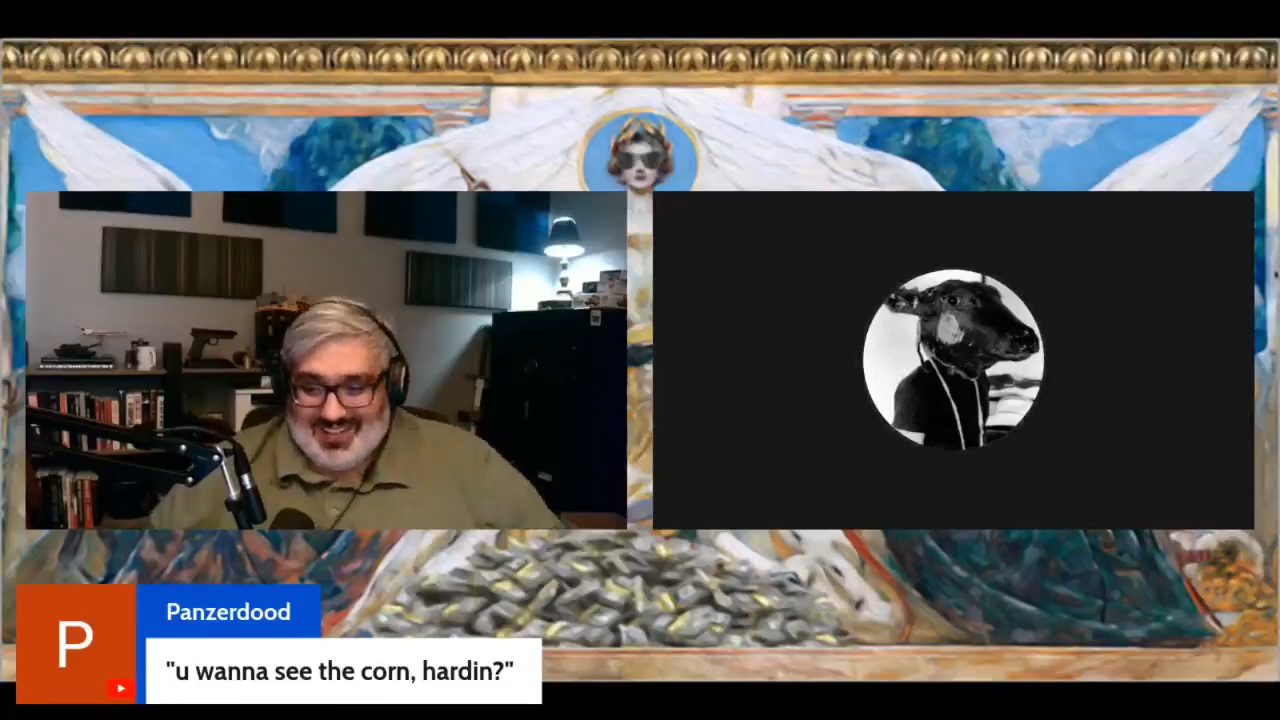 P
Panzerdood
"u wanna see the corn, hardin?"